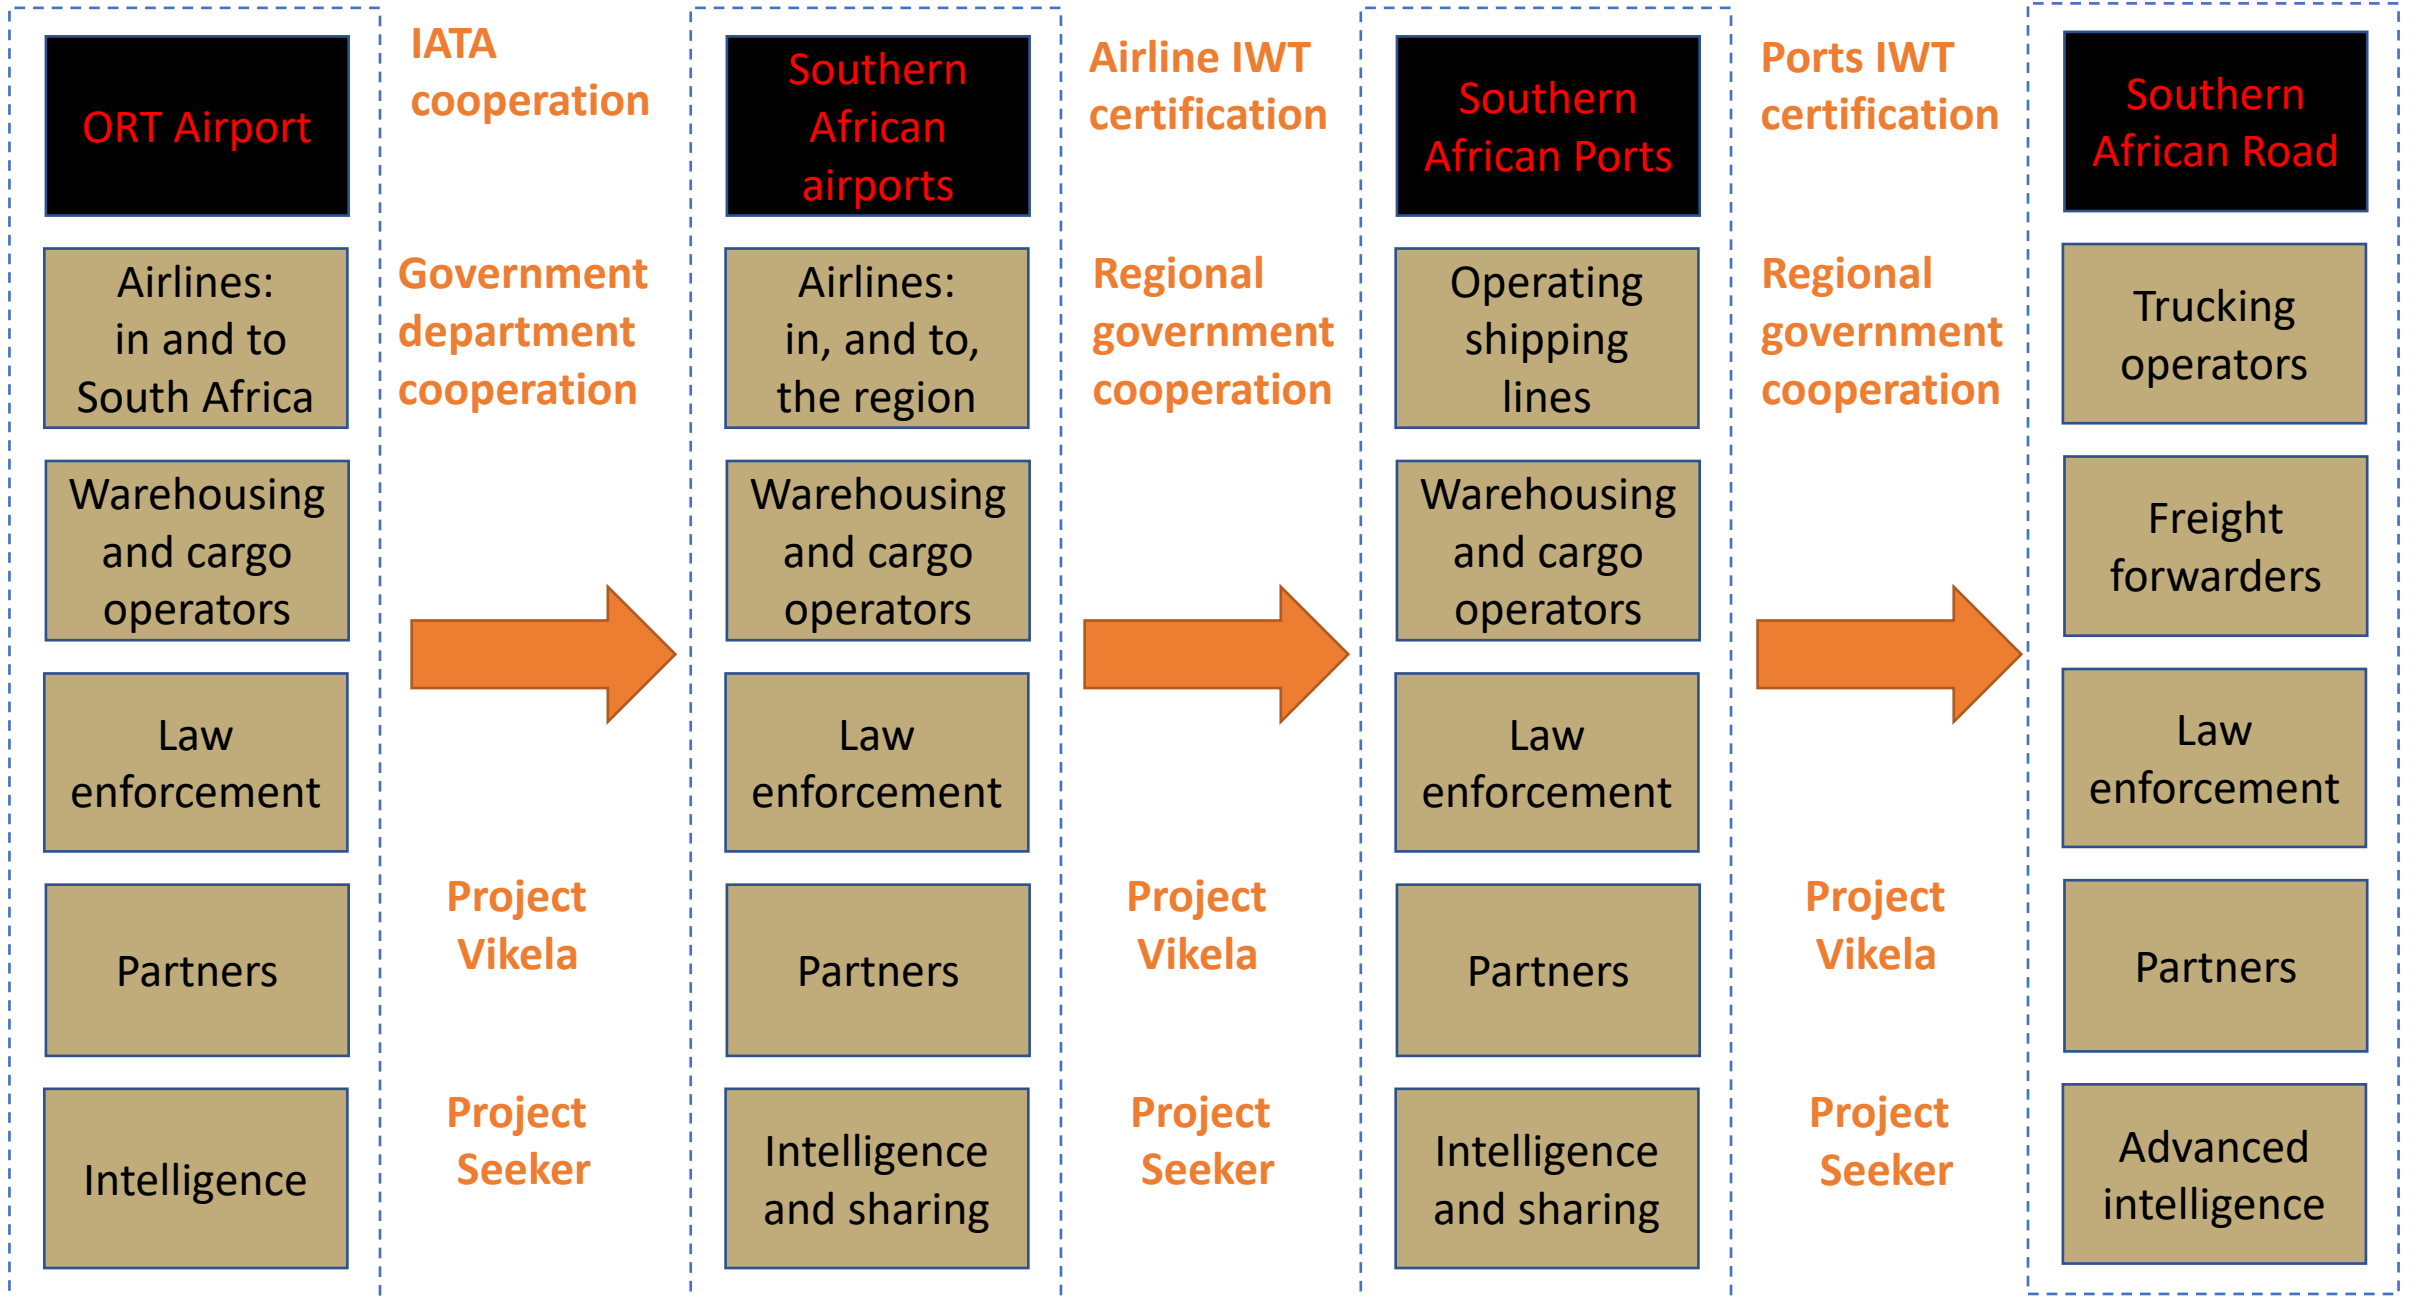 ORT Airport
Airlines:
in and to
South Africa
Warehousing
and cargo
operators
Law
enforcement
Partners
Intelligence
IATA
cooperation
Government
department
cooperation
Project
Vikela
Project
Seeker
Southern
African
airports
Airlines:
in, and to,
the region
Warehousing
and cargo
operators
Law
enforcement
Partners
Intelligence
and sharing
Airline IWT
certification
Regional
government
cooperation
Project
Vikela
Project
Seeker
Southern
African Ports
Operating
shipping
lines
Warehousing
and cargo
operators
Law
enforcement
Partners
Intelligence
and sharing
Ports IWT
certification
Regional
government
cooperation
Project
Vikela
Project
Seeker
Southern
African Road
Trucking
operators
Freight
forwarders
Law
enforcement
Partners
Advanced
intelligence